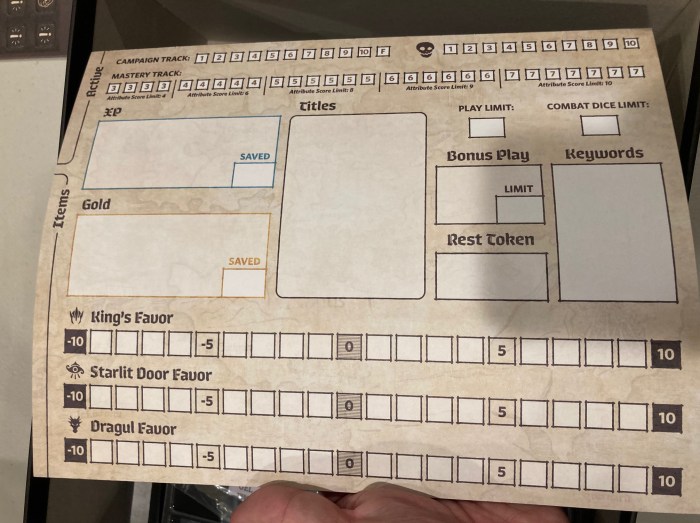 Active
CAMPAIGN TRACK: 1 2 3 4 5 6 7 8 9 10 F
1 2 3 4 5 6 7 8 9 10
MASTERY TRACK:
3 3 3 3 4 4 4 4 4 5 5 5 5 5 5 6 6 6 6 6 6 7 7 7 7 7 7 7
Attribute Score Limit: 4 Attribute Score Limit: 6 Attribute Score Limit: 8 Attribute Score Limit: 9 Attribute Score Limit: 10
XP
SAVED
Titles
PLAY LIMIT:
COMBAT DICE LIMIT:
Bonus Play
LIMIT
Keywords
Items
Gold
SAVED
Rest Token
King's Favor
-10 -5 0 5 10
Starlit Door Favor
-10 -5 0 5 10
Dragul Favor
-10 -5 0 5 10